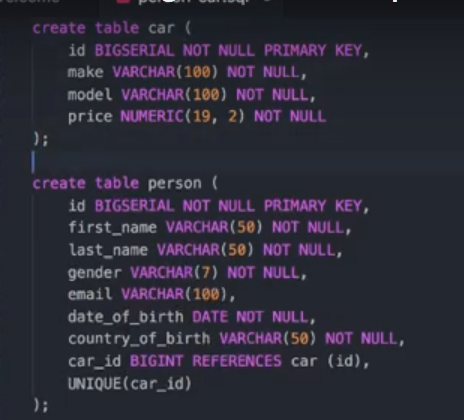 create table car (
id BIGSERIAL NOT NULL PRIMARY KEY,
make VARCHAR(100) NOT NULL,
model VARCHAR(100) NOT NULL,
price NUMERIC(19, 2) NOT NULL
);
create table person (
id BIGSERIAL NOT NULL PRIMARY KEY,
first_name VARCHAR(50) NOT NULL,
last_name VARCHAR(50) NOT NULL,
gender VARCHAR(7) NOT NULL,
email VARCHAR(100),
date_of_birth DATE NOT NULL,
country_of_birth VARCHAR(50) NOT NULL,
car_id BIGINT REFERENCES car (id),
UNIQUE(car_id)
);